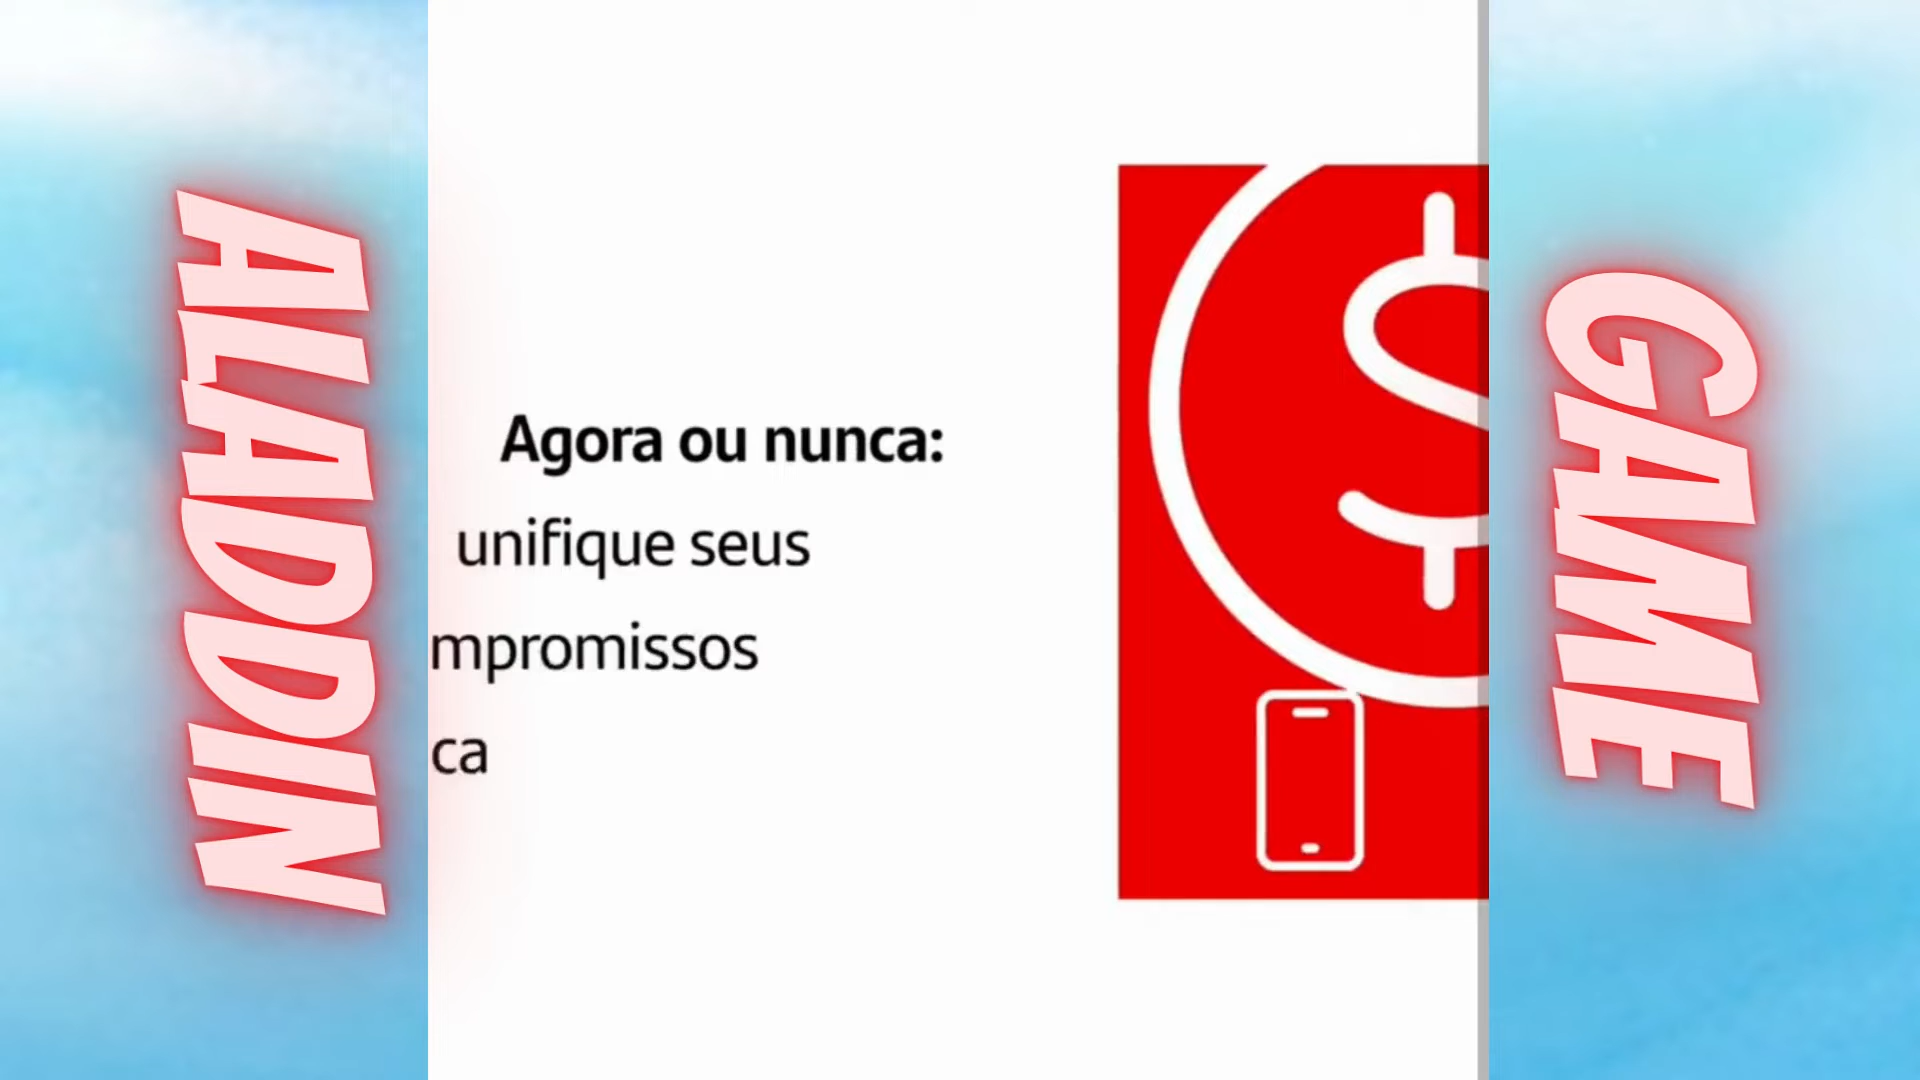 ALADDIN
Agora ou nunca:
unifique seus
mpromissos
ca
$
GAME